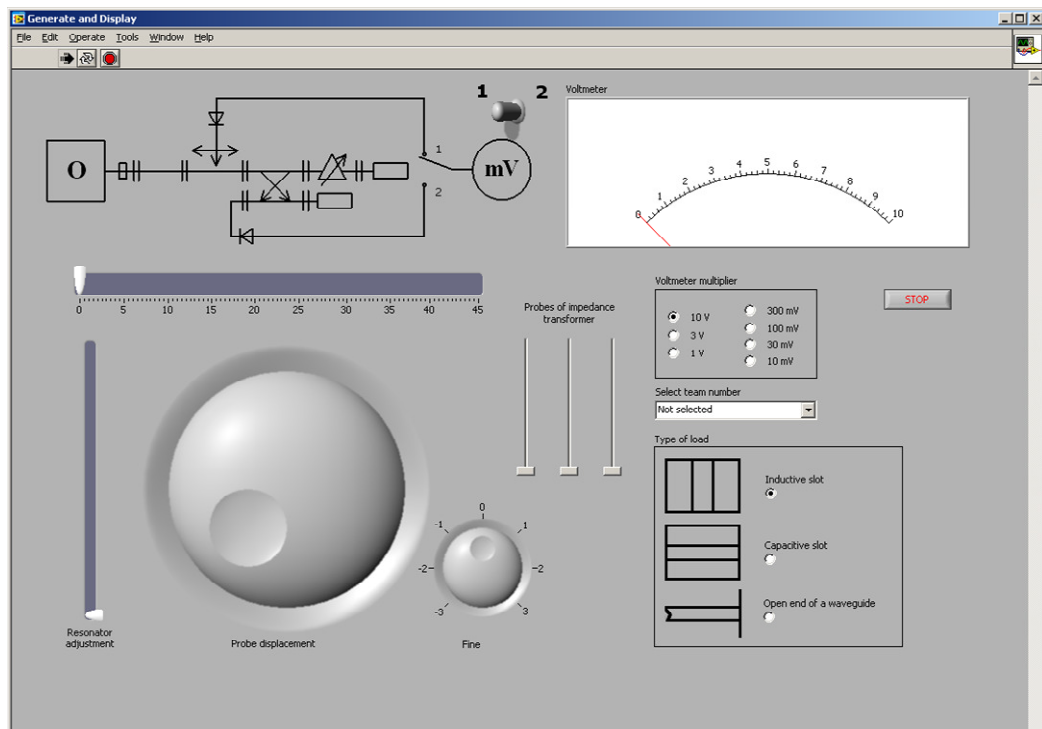 Generate and Display
File Edit Operate Tools Window Help
1 2
Voltmeter
O
1
2
mV
0 1 2 3 4 5 6 7 8 9 10
0 5 10 15 20 25 30 35 40 45
Probes of impedance
transformer
Voltmeter multiplier
10 V
3 V
1 V
300 mV
100 mV
30 mV
10 mV
STOP
Select team number
Not selected
Type of load
Inductive slot
Capacitive slot
Open end of a waveguide
-3 -2 -1 0 1 2 3
Resonator
adjustment
Probe displacement
Fine